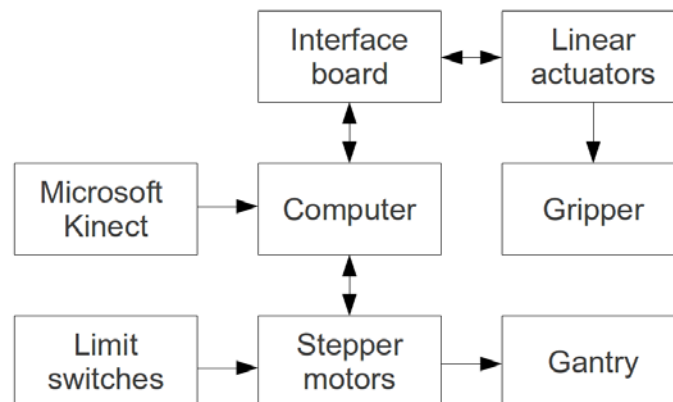 Interface
board
Linear
actuators
Microsoft
Kinect
Computer
Gripper
Limit
switches
Stepper
motors
Gantry